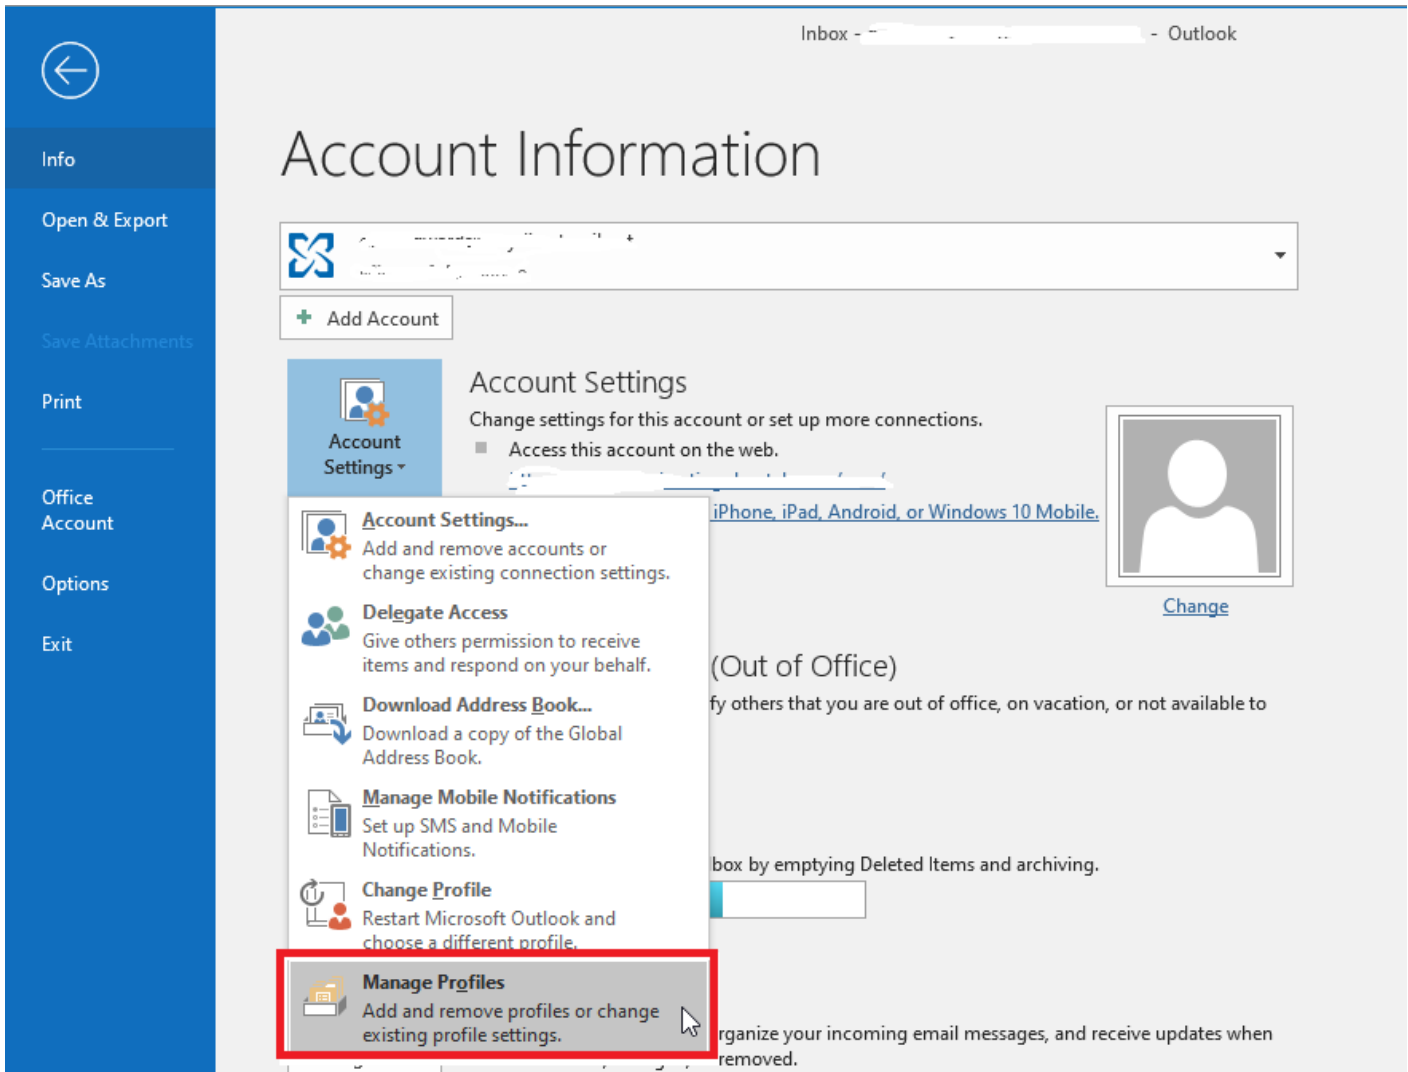 Inbox -
- Outlook
Info
Open & Export
Save As
Save Attachments
Print
Office
Account
Options
Exit
Account Information
Add Account
Account
Settings
Account Settings
Change settings for this account or set up more connections.
Access this account on the web.
iPhone, iPad, Android, or Windows 10 Mobile.
Change
Account Settings...
Add and remove accounts or
change existing connection settings.
Delegate Access
Give others permission to receive
items and respond on your behalf.
Download Address Book...
Download a copy of the Global
Address Book.
Manage Mobile Notifications
Set up SMS and Mobile
Notifications.
Change Profile
Restart Microsoft Outlook and
choose a different profile.
Manage Profiles
Add and remove profiles or change
existing profile settings.
(Out of Office)
fy others that you are out of office, on vacation, or not available to
box by emptying Deleted Items and archiving.
rganize your incoming email messages, and receive updates when
removed.